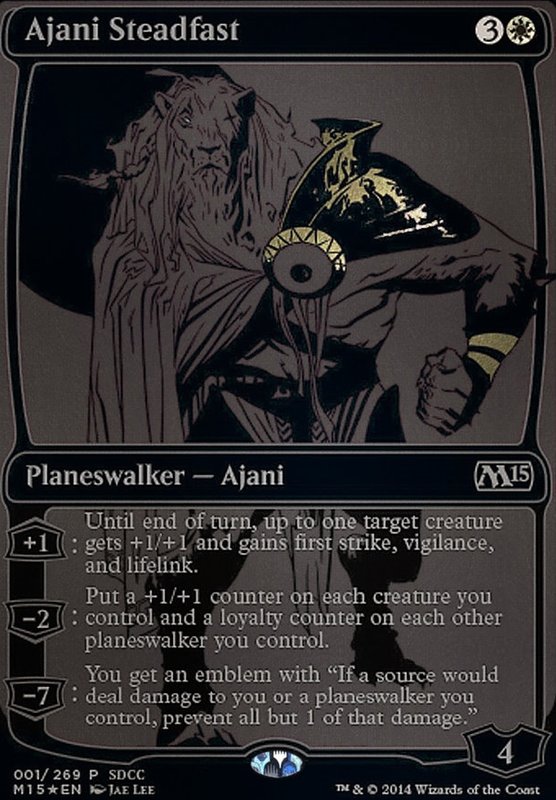 Ajani Steadfast 3
Planeswalker — Ajani M15
Until end of turn, up to one target creature
+1 : gets +1/+1 and gains first strike, vigilance,
and lifelink.
Put a +1/+1 counter on each creature you
−2 : control and a loyalty counter on each other
planeswalker you control.
You get an emblem with “If a source would
−7 : deal damage to you or a planeswalker you
control, prevent all but 1 of that damage.”
4
001/269 P SDCC
M15★EN Jae Lee ™ & © 2014 Wizards of the Coast